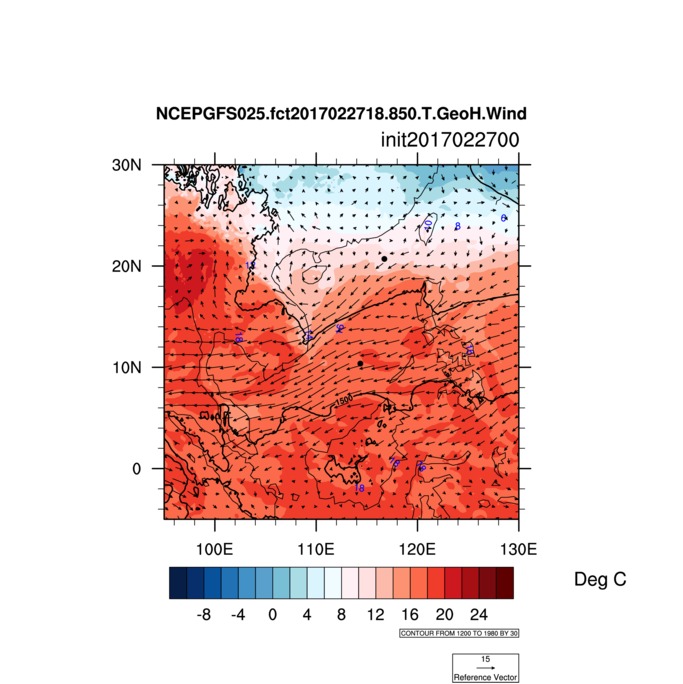 NCEPGFS025.fct2017022718.850.T.GeoH.Wind
init2017022700
30N
20N
10N
0
100E 110E 120E 130E
1500
-8 -4 0 4 8 12 16 20 24
Deg C
CONTOUR FROM 1200 TO 1980 BY 30
15
Reference Vector